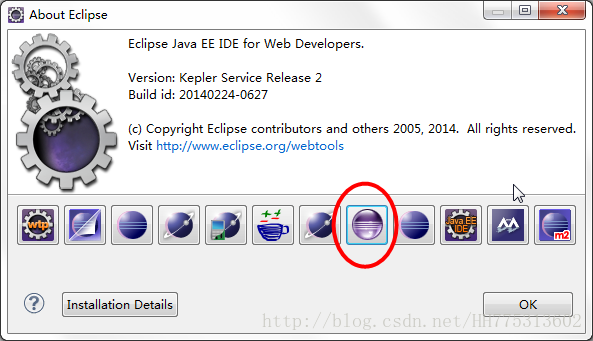 About Eclipse
Eclipse Java EE IDE for Web Developers.
Version: Kepler Service Release 2
Build id: 20140224-0627
(c) Copyright Eclipse contributors and others 2005, 2014.  All rights reserved.
Visit http://www.eclipse.org/webtools
wtp
Java EE
IDE
m2
?
Installation Details
OK
http://blog.csdn.net/HH775313602